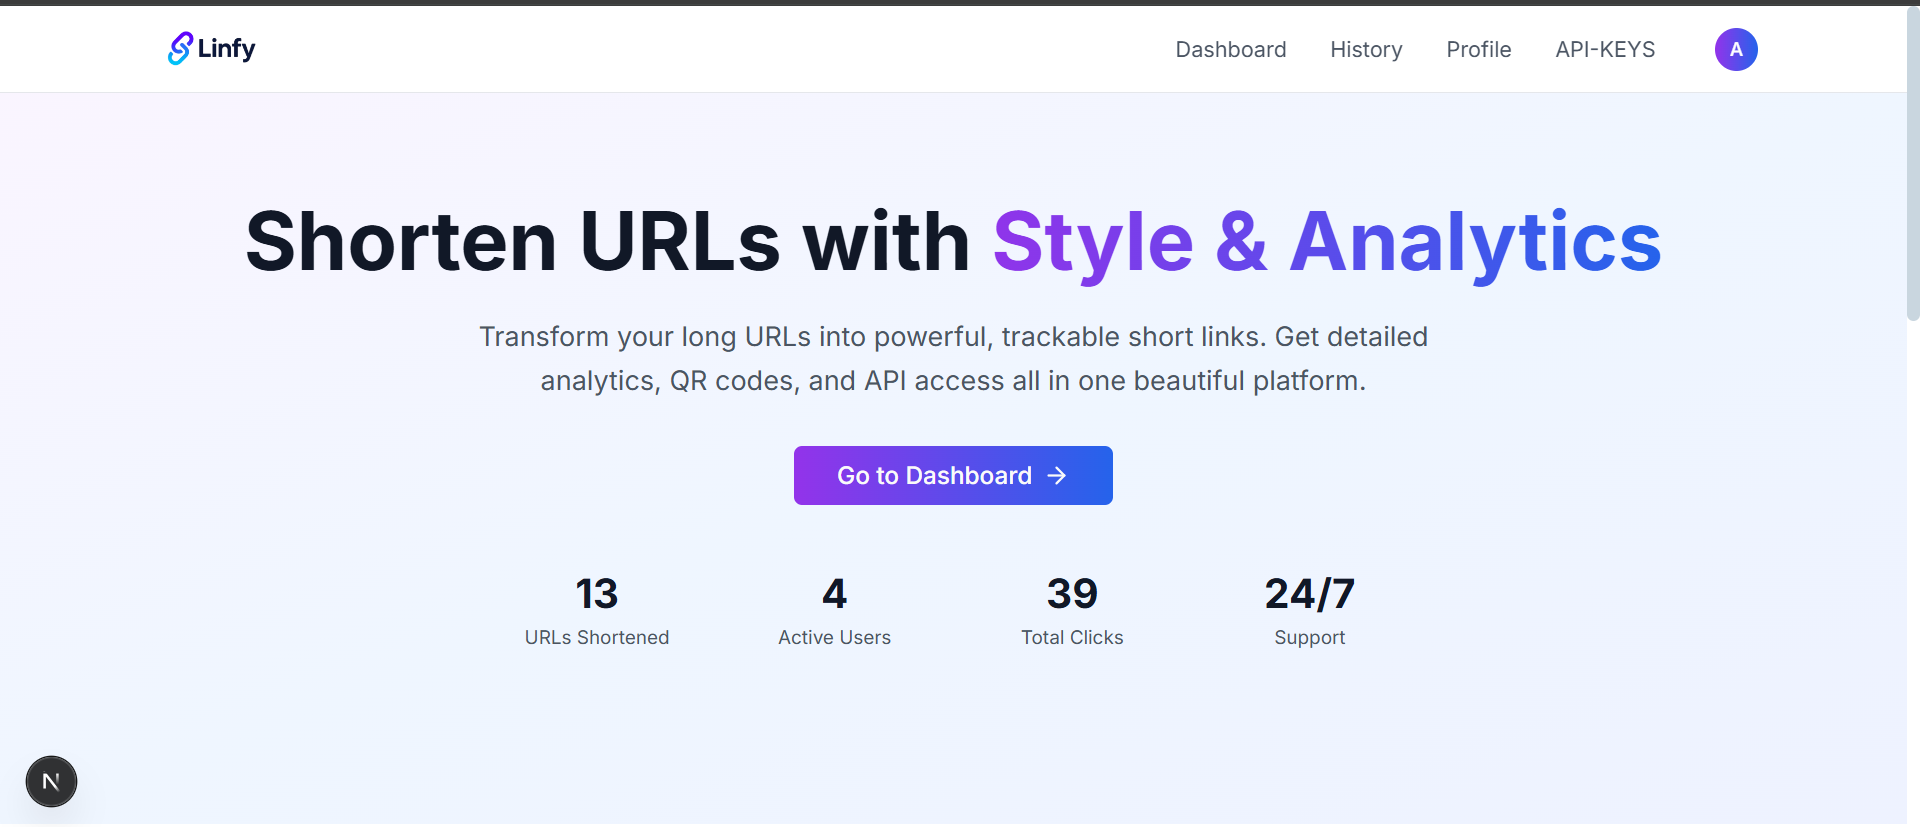 Linfy
Dashboard History Profile API-KEYS A
Shorten URLs with Style & Analytics
Transform your long URLs into powerful, trackable short links. Get detailed
analytics, QR codes, and API access all in one beautiful platform.
Go to Dashboard →
13 4 39 24/7
URLs Shortened Active Users Total Clicks Support
N